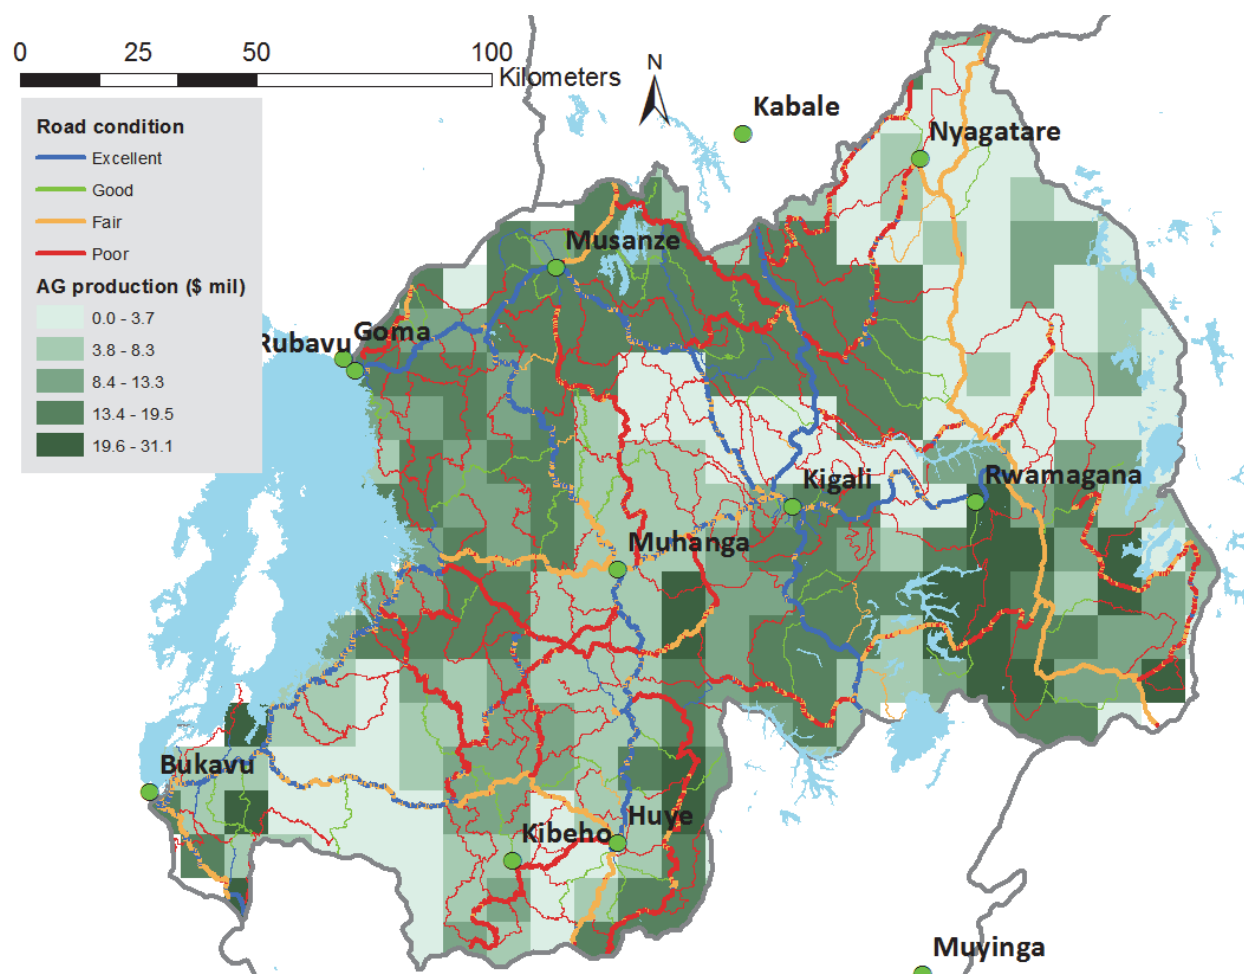 0 25 50 100
Kilometers
N
Road condition
Excellent
Good
Fair
Poor
AG production ($ mil)
0.0 - 3.7
3.8 - 8.3
8.4 - 13.3
13.4 - 19.5
19.6 - 31.1
Kabale
Nyagatare
Musanze
Goma
Rubavu
Rwamagana
Kigali
Muhanga
Bukavu
Huye
Kibeho
Muyinga